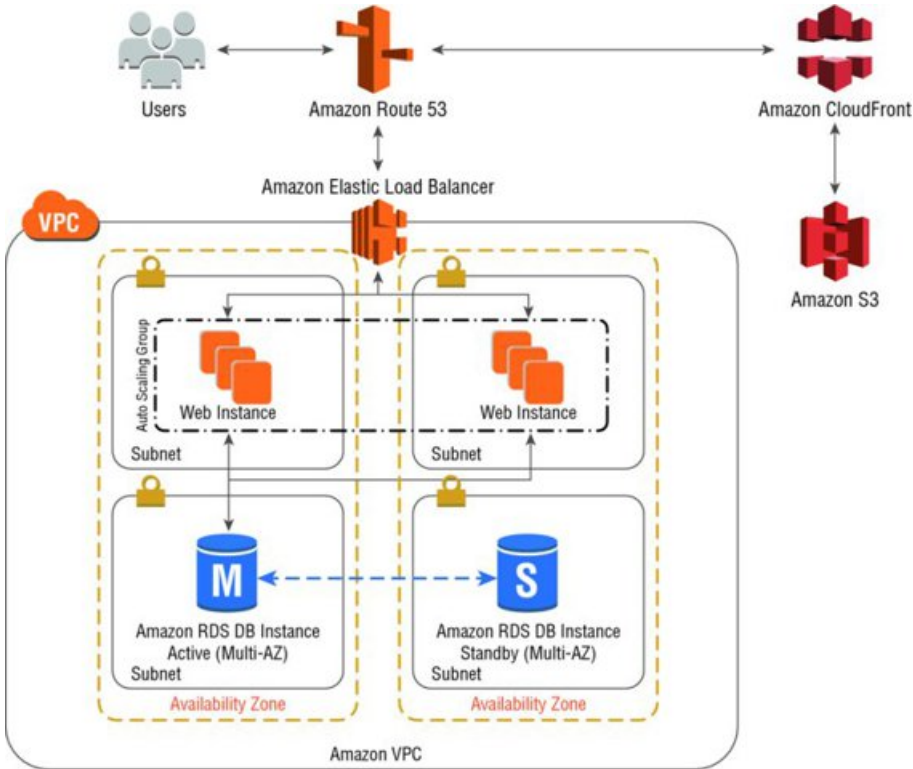 Users
Amazon Route 53
Amazon CloudFront
Amazon Elastic Load Balancer
VPC
Amazon S3
Auto Scaling Group
Web Instance
Web Instance
Subnet
Subnet
M
S
Amazon RDS DB Instance
Active (Multi-AZ)
Amazon RDS DB Instance
Standby (Multi-AZ)
Subnet
Subnet
Availability Zone
Availability Zone
Amazon VPC